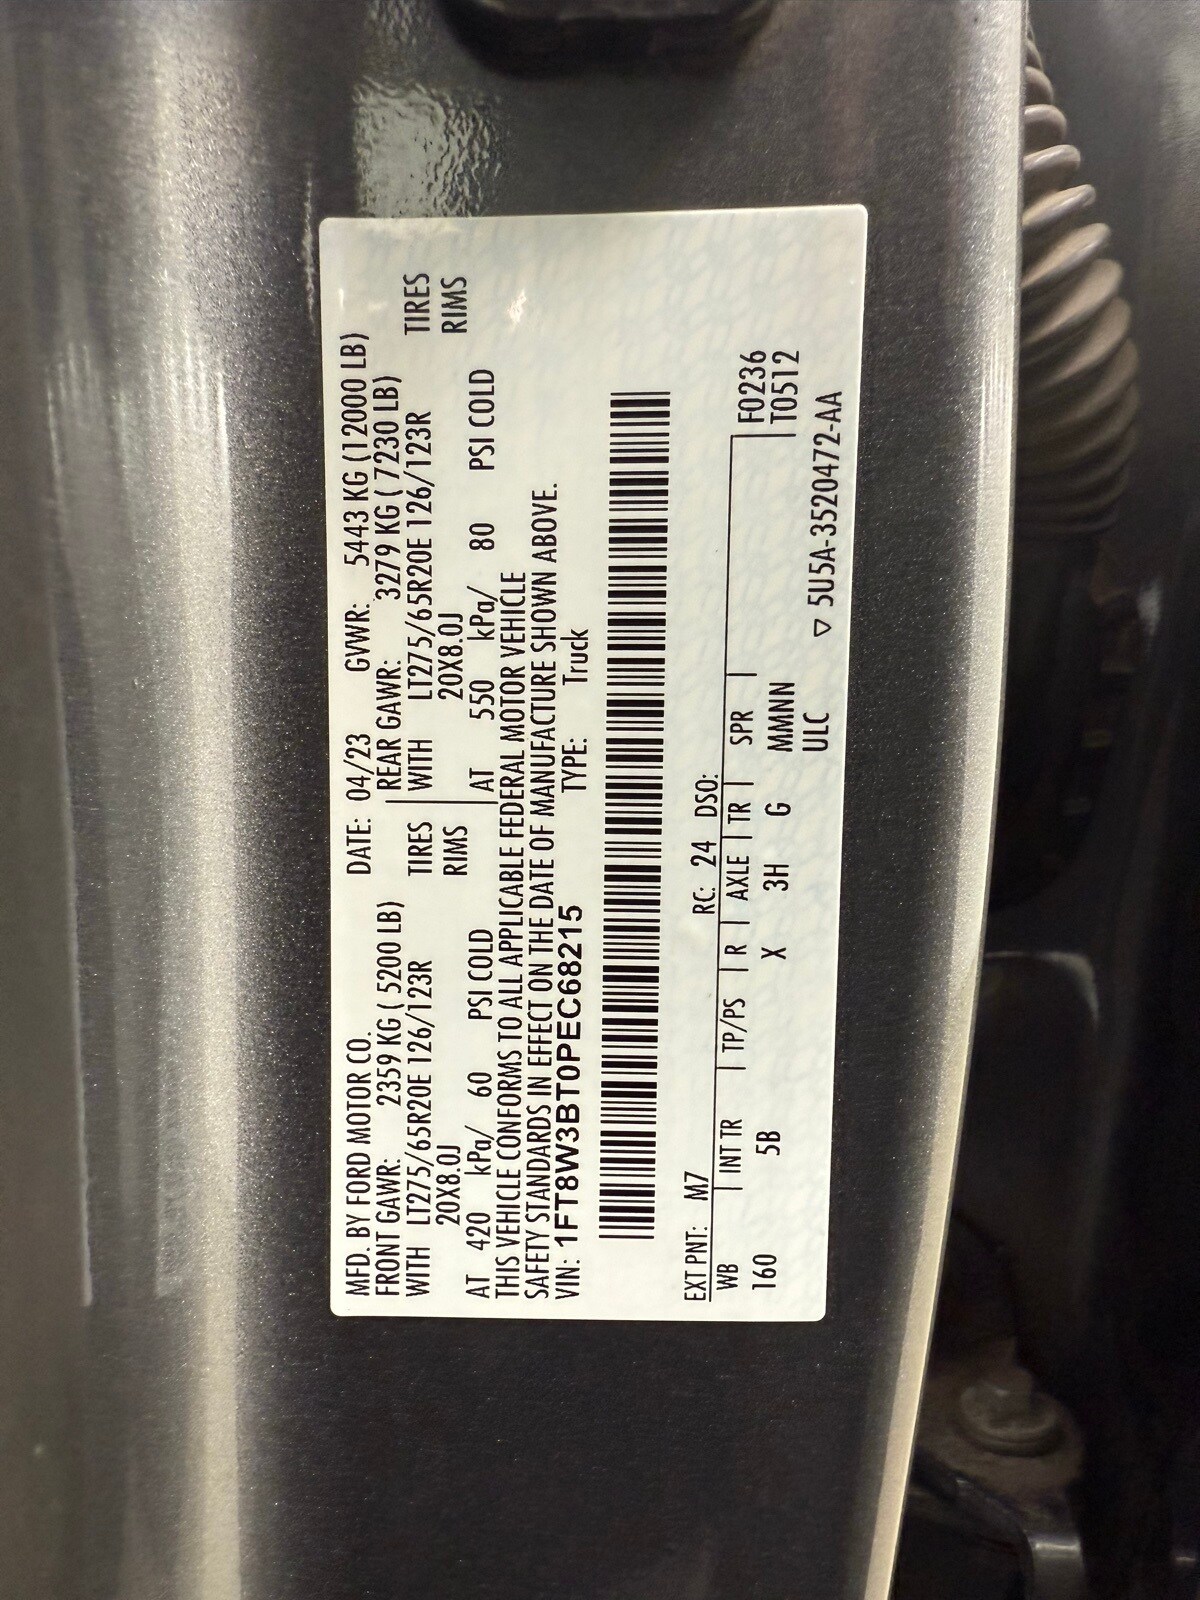 MFD. BY FORD MOTOR CO. DATE: 04/23 GVWR: 5443 KG (12000 LB)
FRONT GAWR: 2359 KG ( 5200 LB) REAR GAWR: 3279 KG ( 7230 LB)
WITH LT275/65R20E 126/123R TIRES WITH LT275/65R20E 126/123R TIRES
20X8.0J RIMS 20X8.0J RIMS
AT 420 kPa/ 60 PSI COLD AT 550 kPa/ 80 PSI COLD
THIS VEHICLE CONFORMS TO ALL APPLICABLE FEDERAL MOTOR VEHICLE
SAFETY STANDARDS IN EFFECT ON THE DATE OF MANUFACTURE SHOWN ABOVE.
VIN: 1FT8W3BT0PEC68215 TYPE: Truck
EXT PNT: M7 RC: 24 DSO:
WB INT TR TP/PS R AXLE TR SPR F0236
160 5B X 3H G MMNN T0512
ULC ▽ 5U5A-3520472-AA